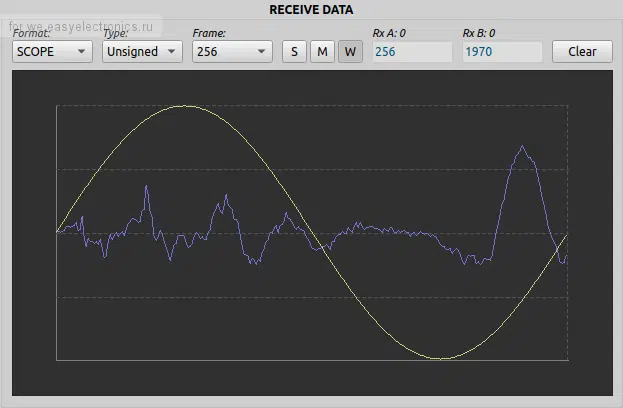 RECEIVE DATA
for we.easyelectronics.ru
Format: Type: Frame: Rx A: 0 Rx B: 0
SCOPE Unsigned 256 S M W 256 1970 Clear